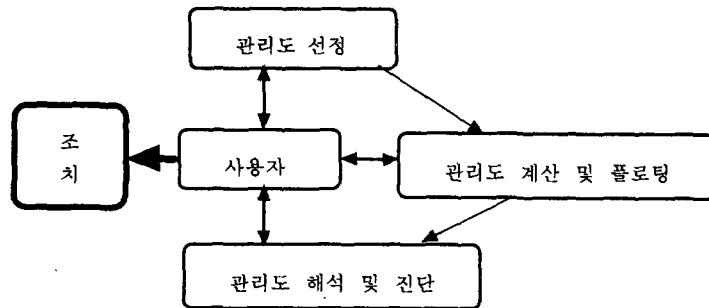 관리도 선정
조
치
사용자
관리도 계산 및 플로팅
관리도 해석 및 진단